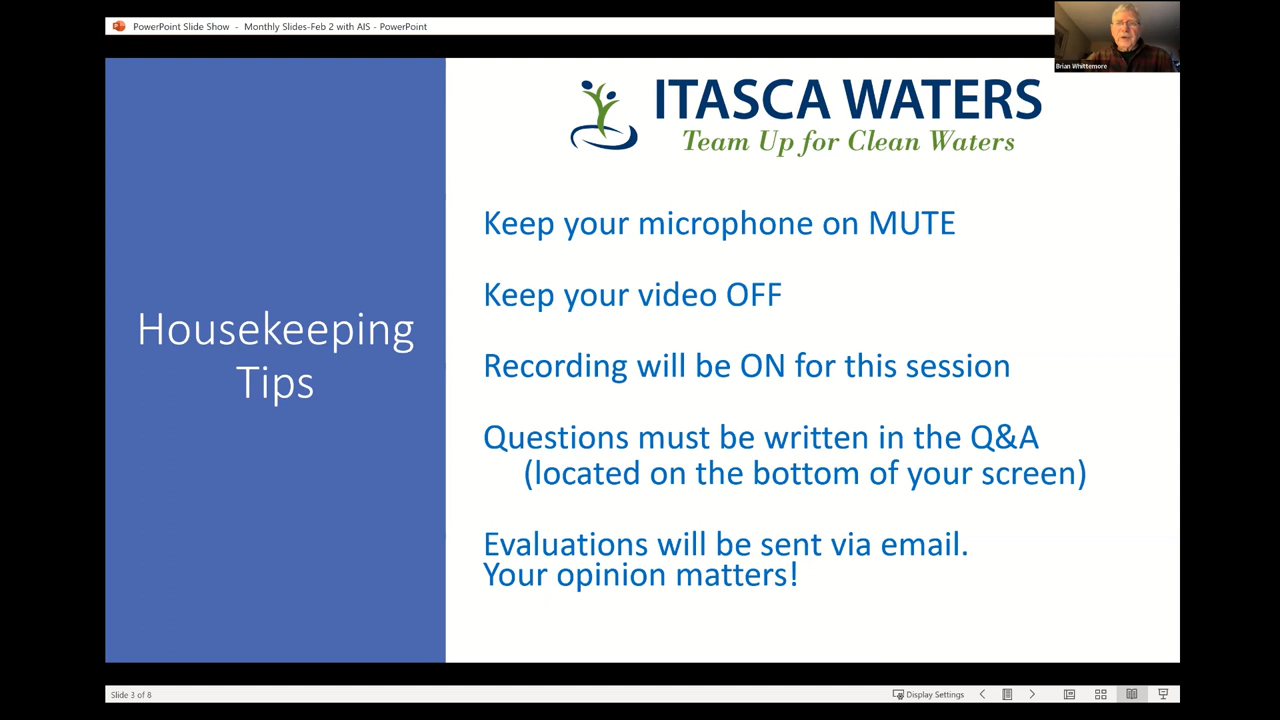 PowerPoint Slide Show - Monthly Slides-Feb 2 with AIS - PowerPoint
Brian Whittemore
ITASCA WATERS
Team Up for Clean Waters
Housekeeping
Tips
Keep your microphone on MUTE
Keep your video OFF
Recording will be ON for this session
Questions must be written in the Q&A
(located on the bottom of your screen)
Evaluations will be sent via email.
Your opinion matters!
Slide 3 of 8
Display Settings